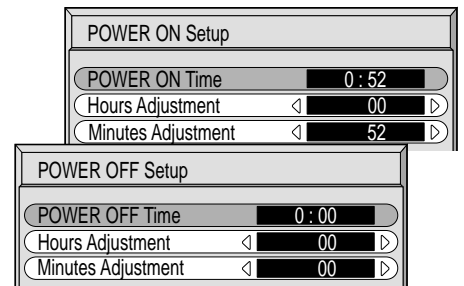 POWER ON Setup
POWER ON Time 0 : 52
Hours Adjustment 00
Minutes Adjustment 52
POWER OFF Setup
POWER OFF Time 0 : 00
Hours Adjustment 00
Minutes Adjustment 00